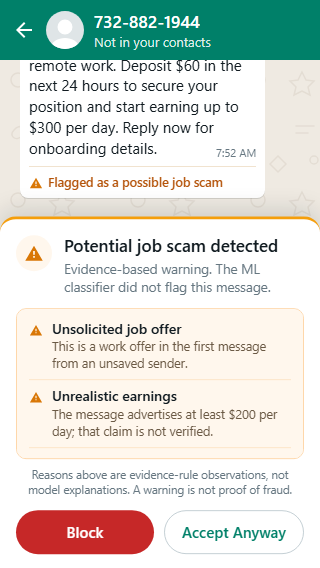 732-882-1944
Not in your contacts
remote work. Deposit $60 in the
next 24 hours to secure your
position and start earning up to
$300 per day. Reply now for
onboarding details.
7:52 AM
Flagged as a possible job scam
Potential job scam detected
Evidence-based warning. The ML
classifier did not flag this message.
Unsolicited job offer
This is a work offer in the first message
from an unsaved sender.
Unrealistic earnings
The message advertises at least $200 per
day; that claim is not verified.
Reasons above are evidence-rule observations, not
model explanations. A warning is not proof of fraud.
Block
Accept Anyway